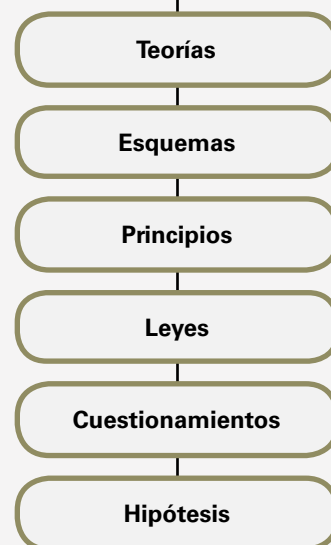 Teorías
Esquemas
Principios
Leyes
Cuestionamientos
Hipótesis